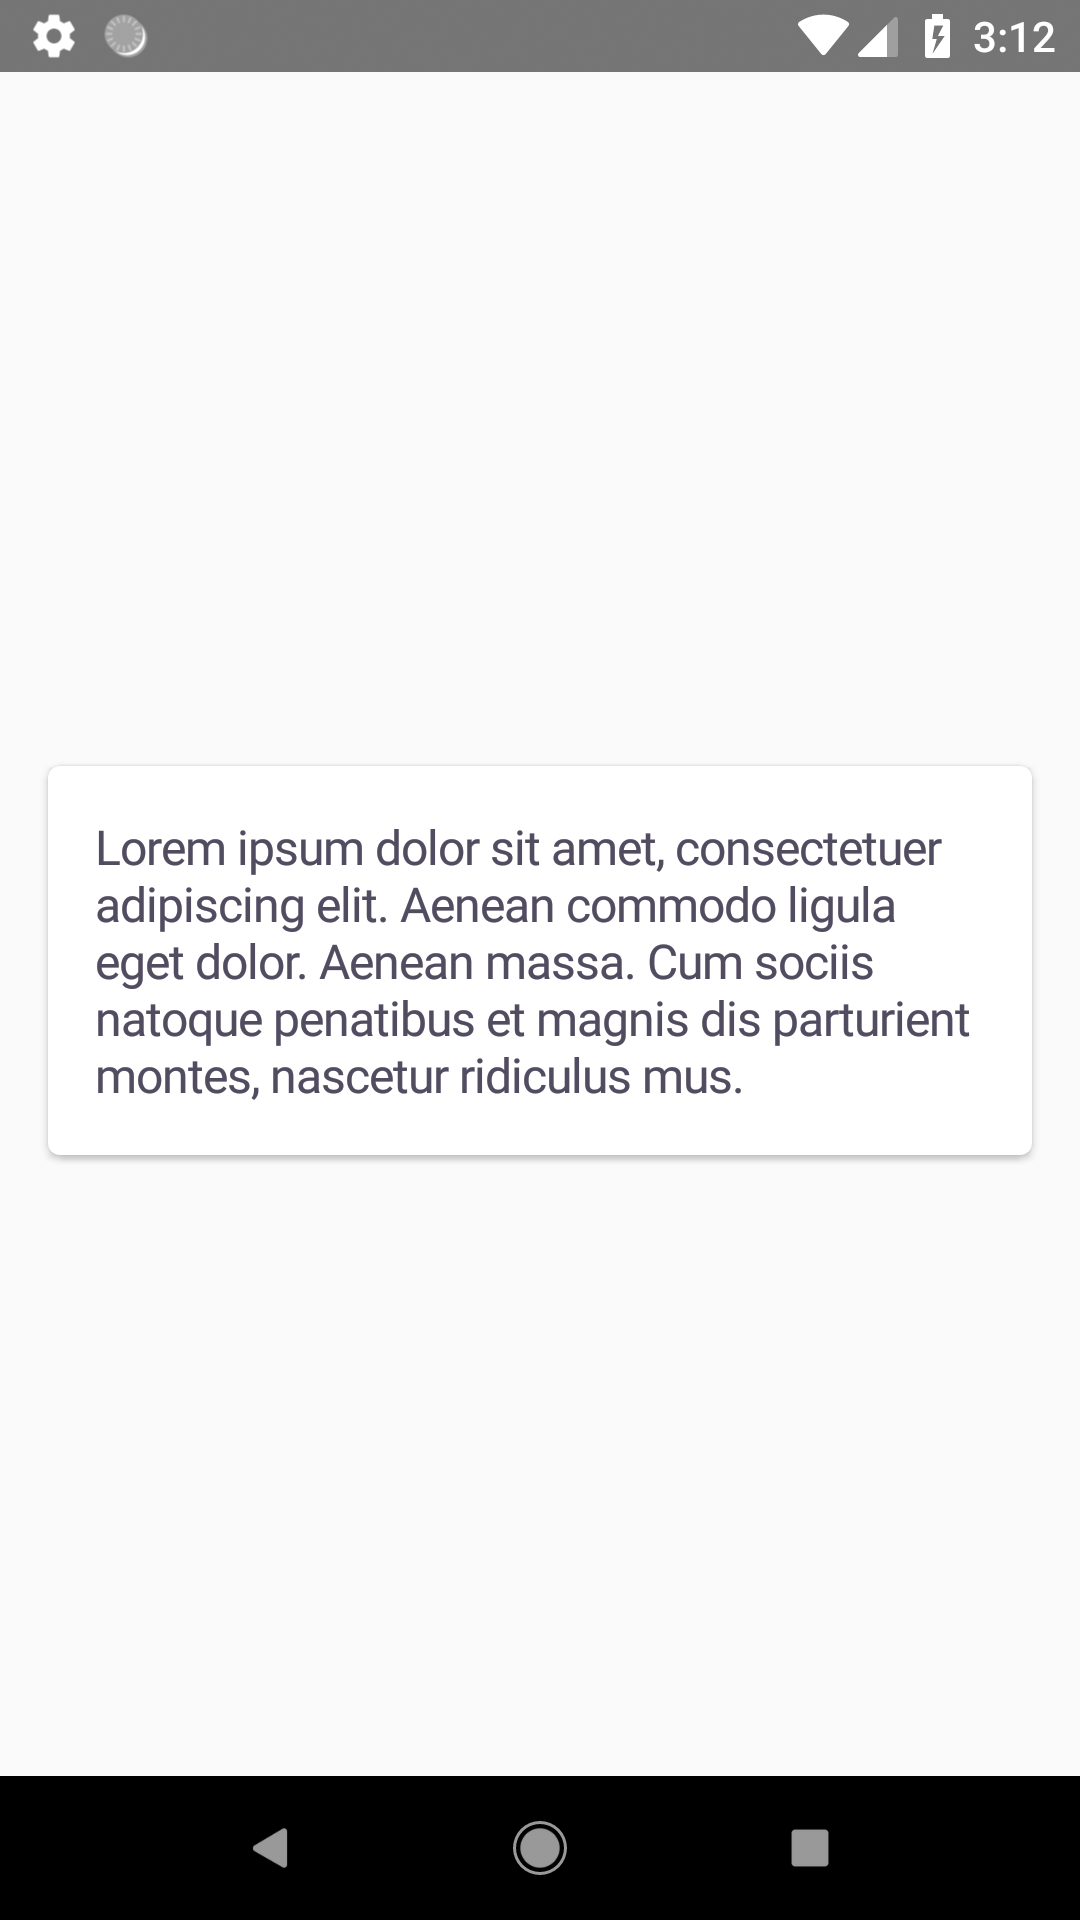 3:12
Lorem ipsum dolor sit amet, consectetuer
adipiscing elit. Aenean commodo ligula
eget dolor. Aenean massa. Cum sociis
natoque penatibus et magnis dis parturient
montes, nascetur ridiculus mus.